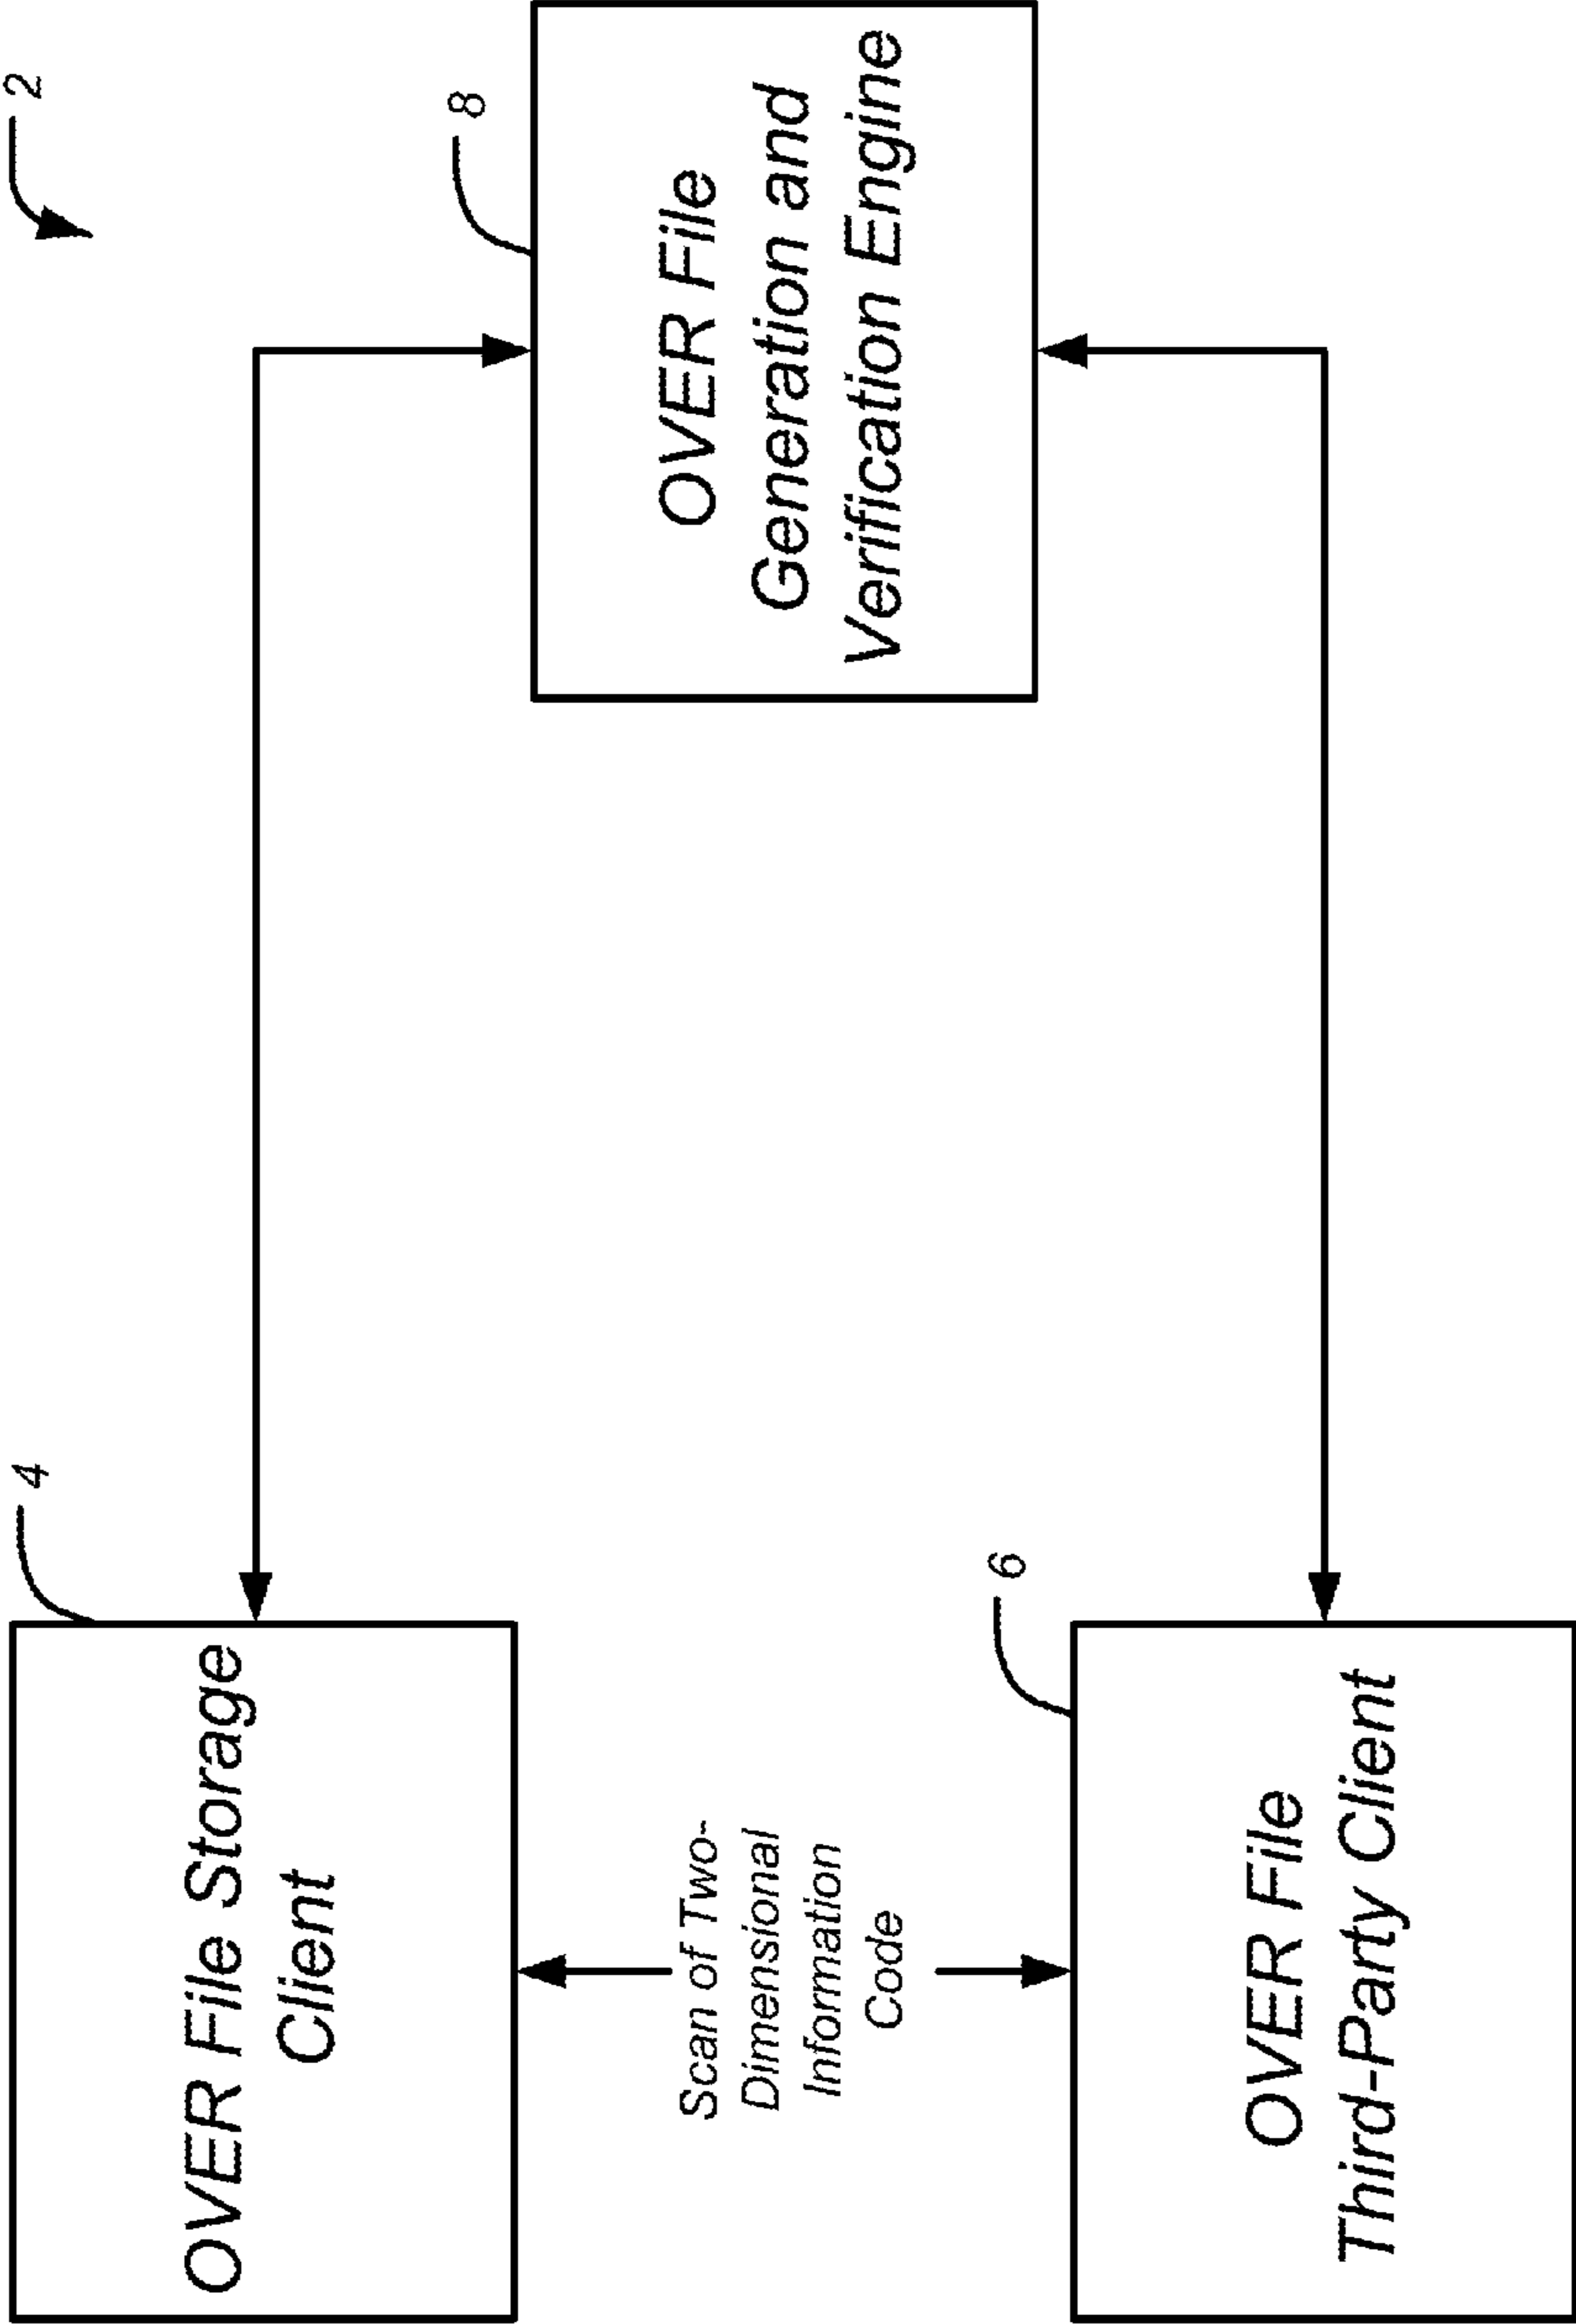 2
4
OVER File Storage
Client
8
OVER File
Generation and
Verification Engine
Scan of Two-
Dimensional
Information
Code
6
OVER File
Third-Party Client